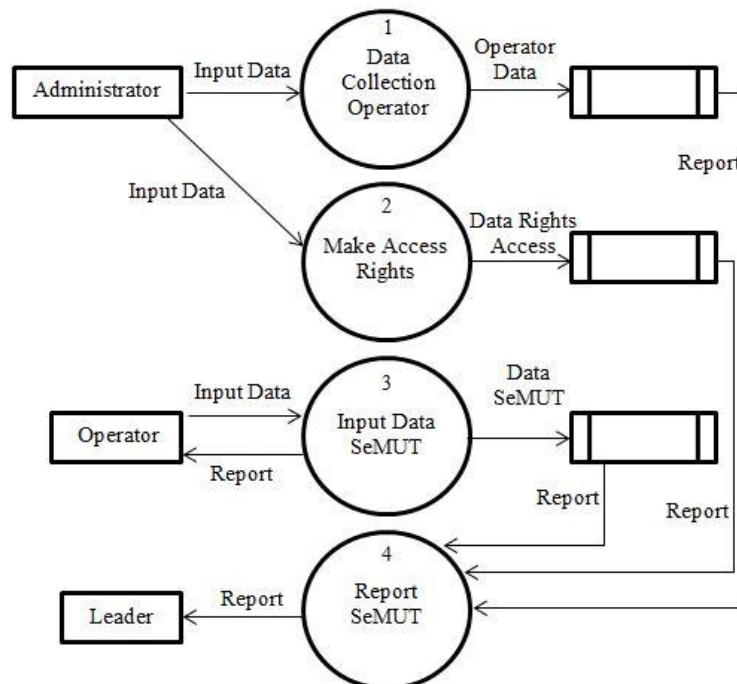 1
Data
Collection
Operator
Administrator
Input Data
Operator
Data
Report
Input Data
2
Make Access
Rights
Data Rights
Access
3
Input Data
SeMUT
Operator
Input Data
Report
Data
SeMUT
Report
Report
4
Report
SeMUT
Leader
Report